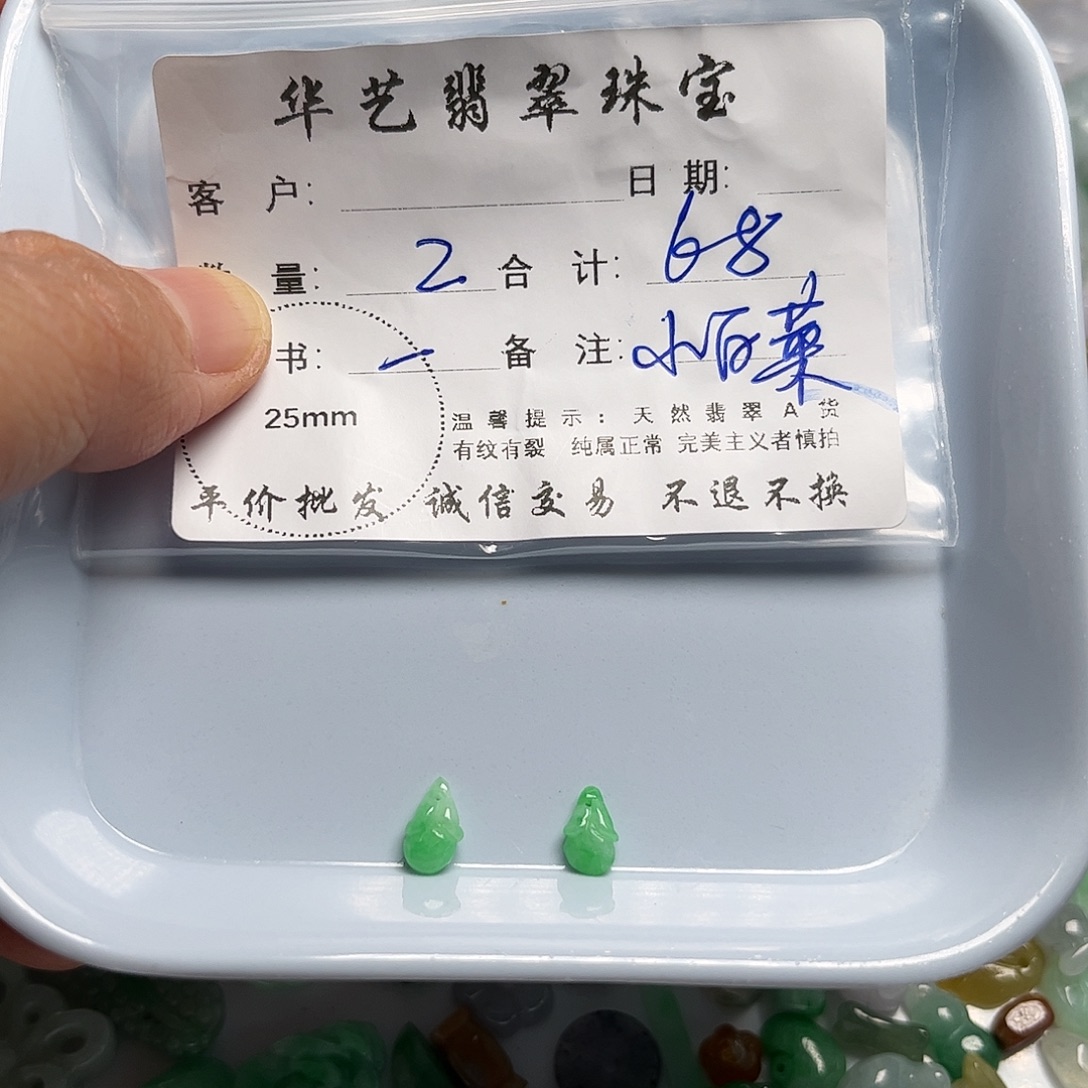 华艺翡翠珠宝
客 户: 日 期:
量: 2 合 计: 68
书: 一 备 注: 小百菜
25mm
温馨提示:天然翡翠A货
有纹有裂 纯属正常 完美主义者慎拍
平价批发 诚信交易 不退不换